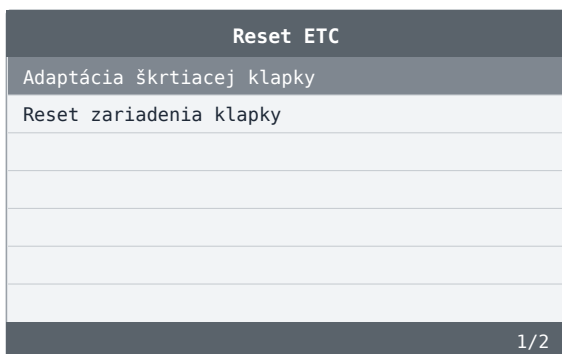 Reset ETC
Adaptácia škrtiacej klapky
Reset zariadenia klapky
1/2